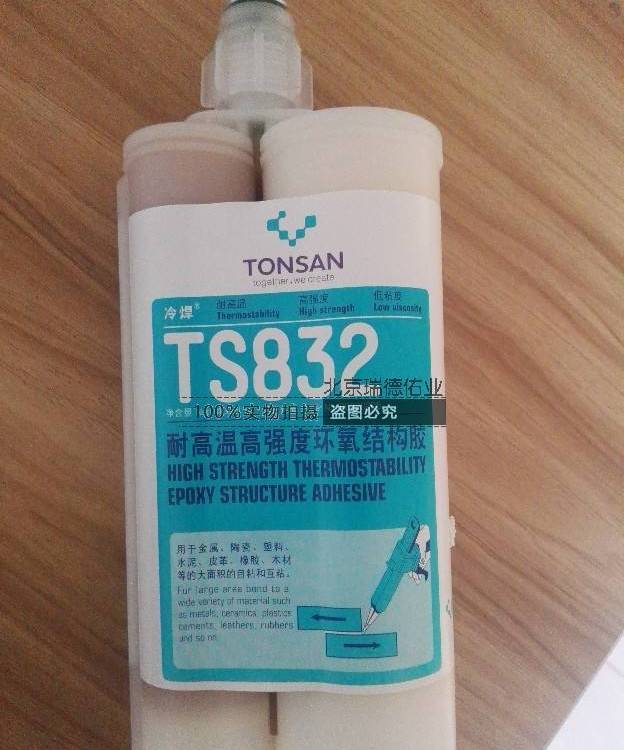 TONSAN
together, we create
冷焊®
耐高温 高强度 低粘度
Thermostability High strength Low viscosity
TS832
北京瑞德佑业
净含量
100%实物拍摄 盗图必究
耐高温高强度环氧结构胶
HIGH STRENGTH THERMOSTABILITY
EPOXY STRUCTURE ADHESIVE
用于金属、陶瓷、塑料、
水泥、皮革、橡胶、木材
等的大面积的自粘和互粘。
Fur large area bond to a
wide variety of material such
as metals, ceramics, plastics
cements, leathers, rubbers
and so on.